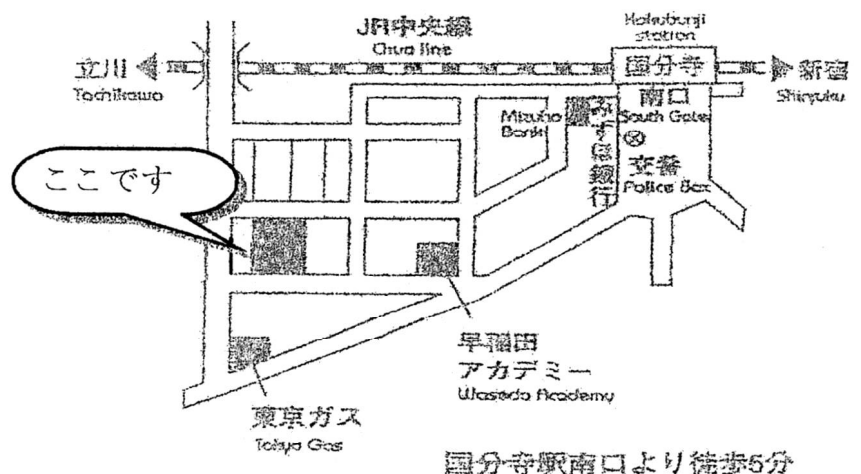 JR中央線
Chuo line
Kokubunji
station
立川
Tachikawa
国分寺
新宿
Shinjuku
南口
South Gate
Mizuho
Bank
みずほ銀行
交番
Police Box
ここです
早稲田
アカデミー
Waseda Academy
東京ガス
Tokyo Gas
国分寺駅南口より徒歩5分